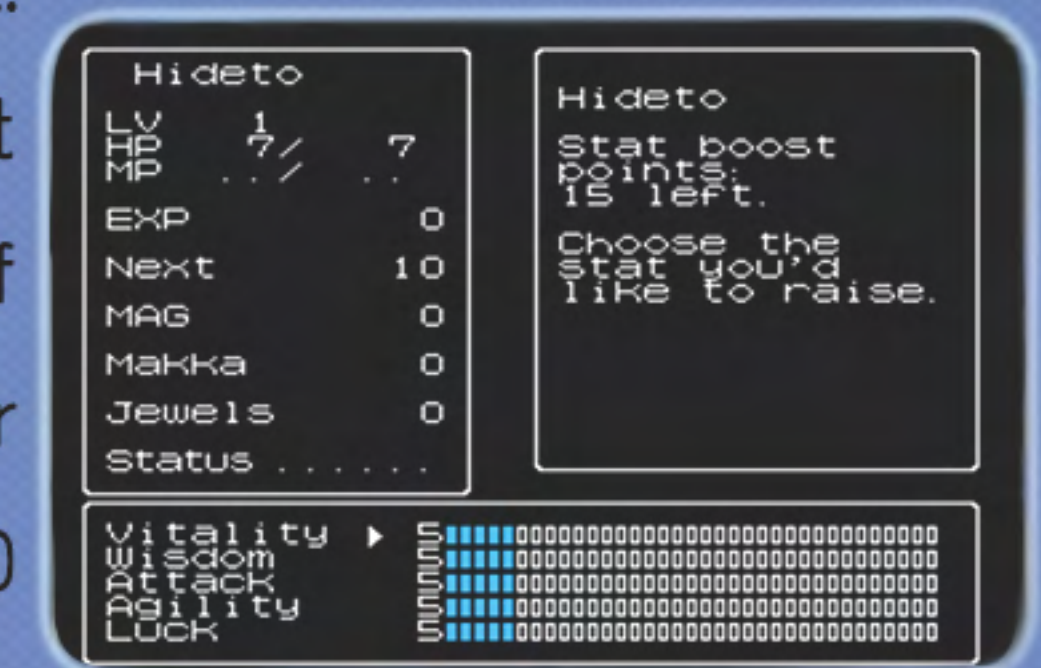 t
f
r
)
Hideto
LV 1
HP 7/ 7
MP ../ ..
EXP 0
Next 10
MAG 0
Makka 0
Jewels 0
Status ......
Hideto
Stat boost
points:
15 left.
Choose the
stat you'd
like to raise.
Vitality ▶ 5
Wisdom 5
Attack 5
Agility 5
Luck 5